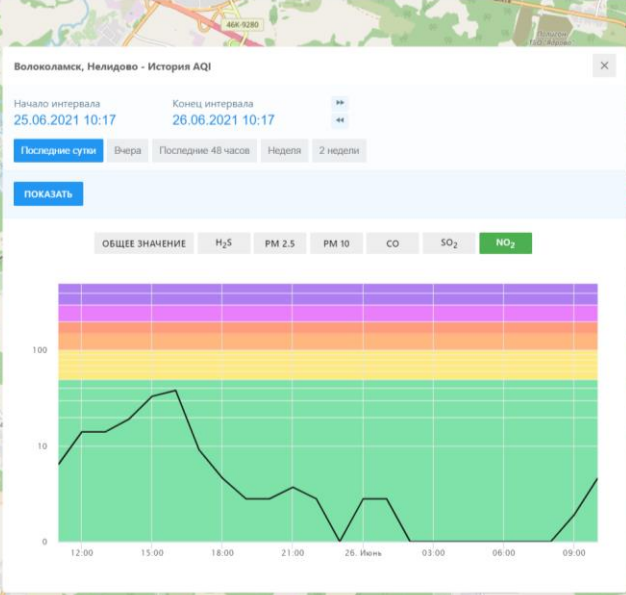 46К-9280
Волоколамск, Нелидово - История AQI
Начало интервала
25.06.2021 10:17
Конец интервала
26.06.2021 10:17
Последние сутки Вчера Последние 48 часов Неделя 2 недели
ПОКАЗАТЬ
ОБЩЕЕ ЗНАЧЕНИЕ H₂S PM 2.5 PM 10 CO SO₂ NO₂
100
10
0
12:00 15:00 18:00 21:00 26. Июнь 03:00 06:00 09:00